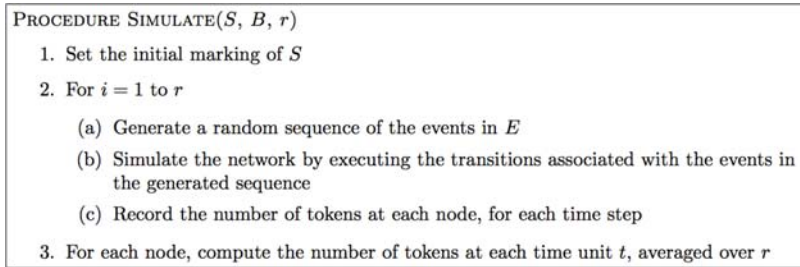 PROCEDURE SIMULATE(S, B, r)
1. Set the initial marking of S
2. For i = 1 to r
(a) Generate a random sequence of the events in E
(b) Simulate the network by executing the transitions associated with the events in
the generated sequence
(c) Record the number of tokens at each node, for each time step
3. For each node, compute the number of tokens at each time unit t, averaged over r